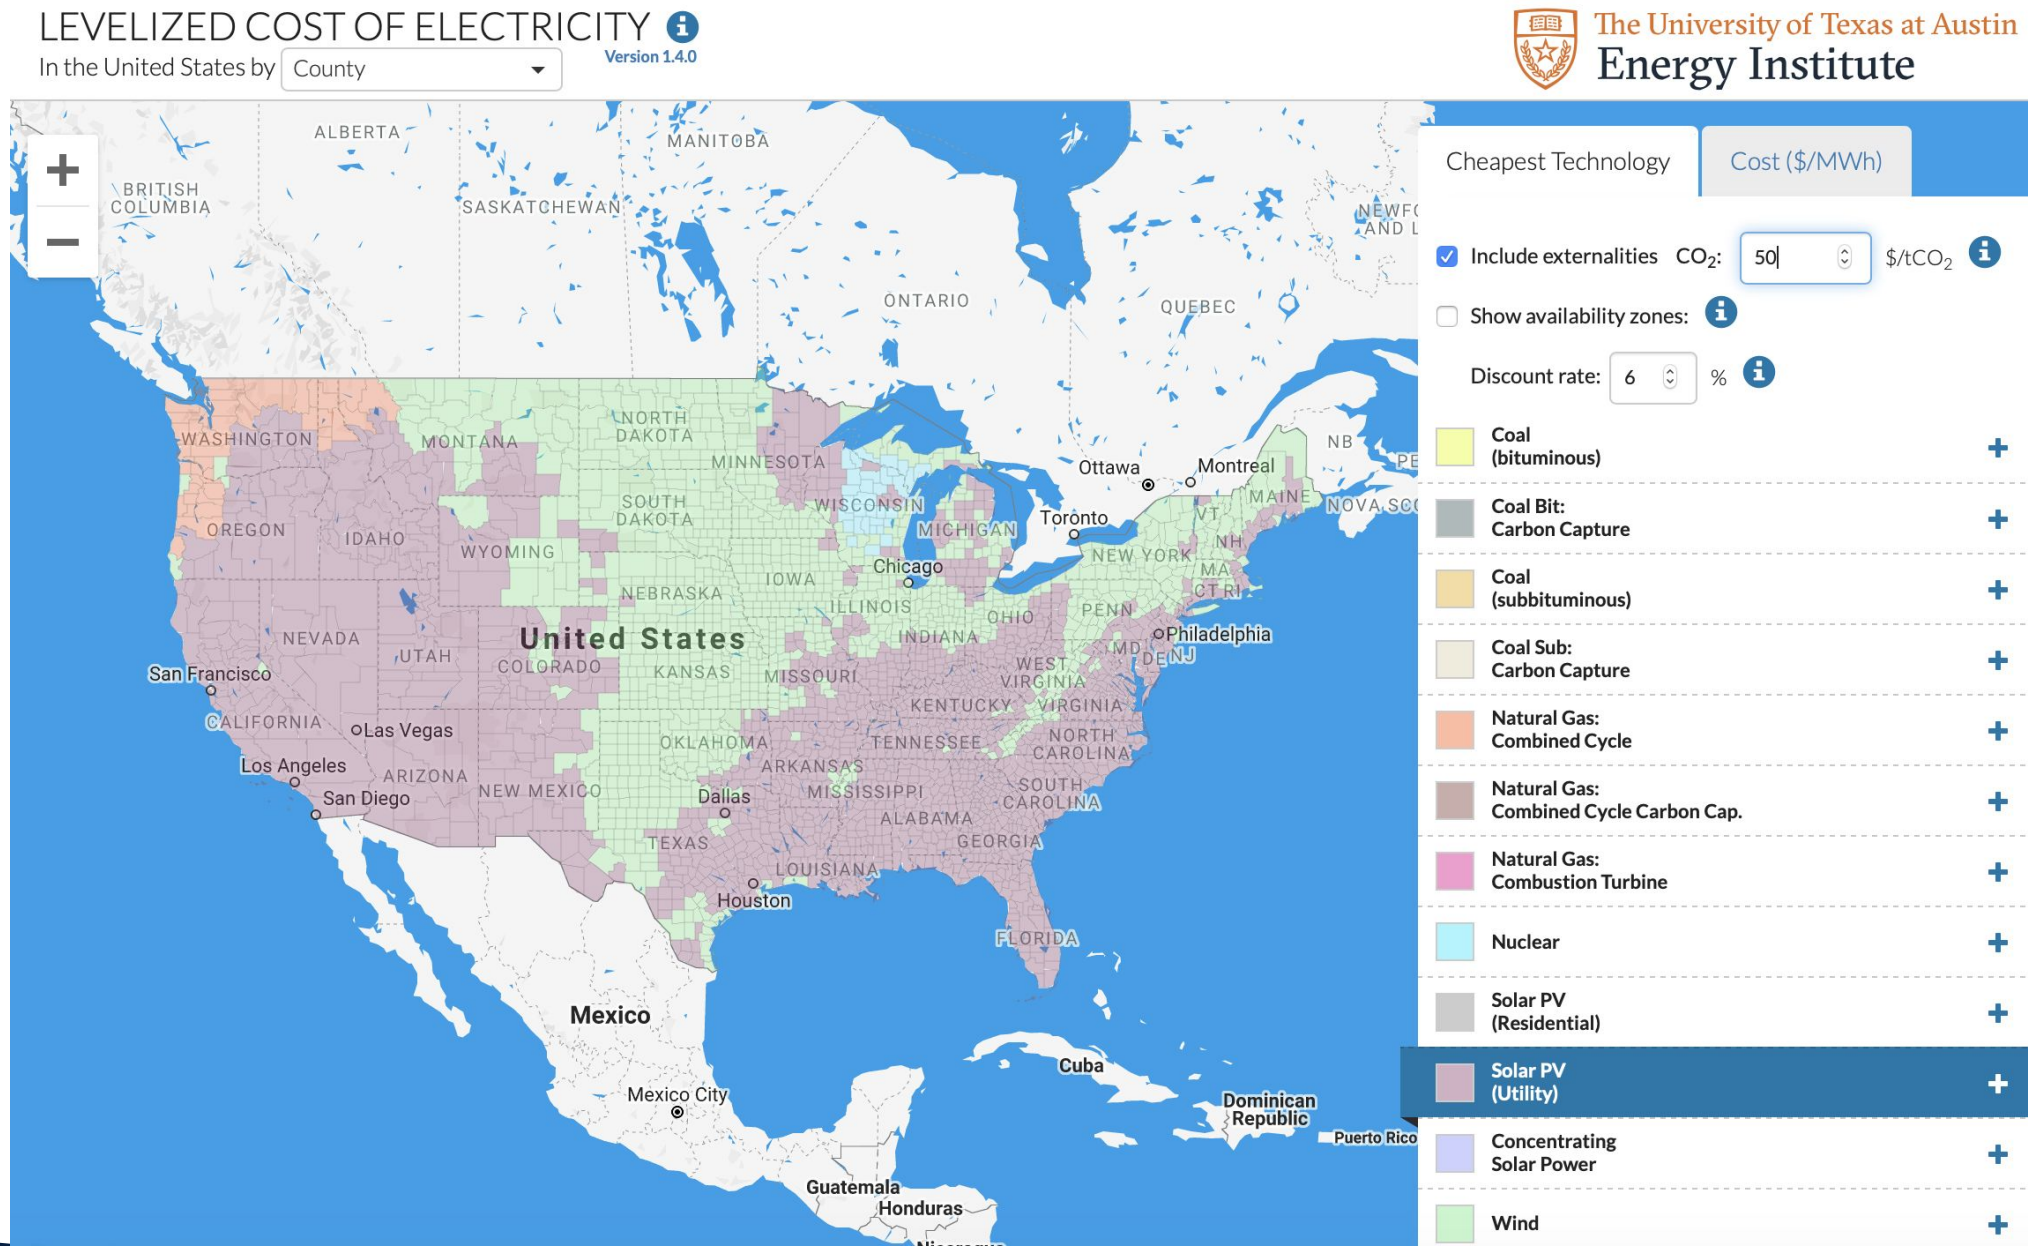 LEVELIZED COST OF ELECTRICITY i
Version 1.4.0
In the United States by County
The University of Texas at Austin
Energy Institute
Cheapest Technology
Cost ($/MWh)
Include externalities CO2: 50 $/tCO2 i
Show availability zones: i
Discount rate: 6 % i
Coal
(bituminous)
Coal Bit:
Carbon Capture
Coal
(subbituminous)
Coal Sub:
Carbon Capture
Natural Gas:
Combined Cycle
Natural Gas:
Combined Cycle Carbon Cap.
Natural Gas:
Combustion Turbine
Nuclear
Solar PV
(Residential)
Solar PV
(Utility)
Concentrating
Solar Power
Wind
ALBERTA
MANITOBA
BRITISH
COLUMBIA
SASKATCHEWAN
NEWFO
AND L
ONTARIO
QUEBEC
WASHINGTON
MONTANA
NORTH
DAKOTA
MINNESOTA
Ottawa
Montreal
NB
PE
MAINE
NOVA SCO
SOUTH
DAKOTA
WISCONSIN
MICHIGAN
Toronto
VT
OREGON
IDAHO
WYOMING
NEW YORK
NH
MA
CT RI
Chicago
IOWA
NEBRASKA
ILLINOIS
INDIANA
OHIO
PENN
Philadelphia
NEVADA
UTAH
United States
COLORADO
KANSAS
MISSOURI
WEST
VIRGINIA
MD
DE NJ
San Francisco
CALIFORNIA
Las Vegas
KENTUCKY
VIRGINIA
OKLAHOMA
TENNESSEE
NORTH
CAROLINA
Los Angeles
ARIZONA
NEW MEXICO
ARKANSAS
San Diego
Dallas
MISSISSIPPI
SOUTH
CAROLINA
ALABAMA
TEXAS
GEORGIA
LOUISIANA
Houston
FLORIDA
Mexico
Mexico City
Cuba
Dominican
Republic
Puerto Rico
Guatemala
Honduras
Nicaragua